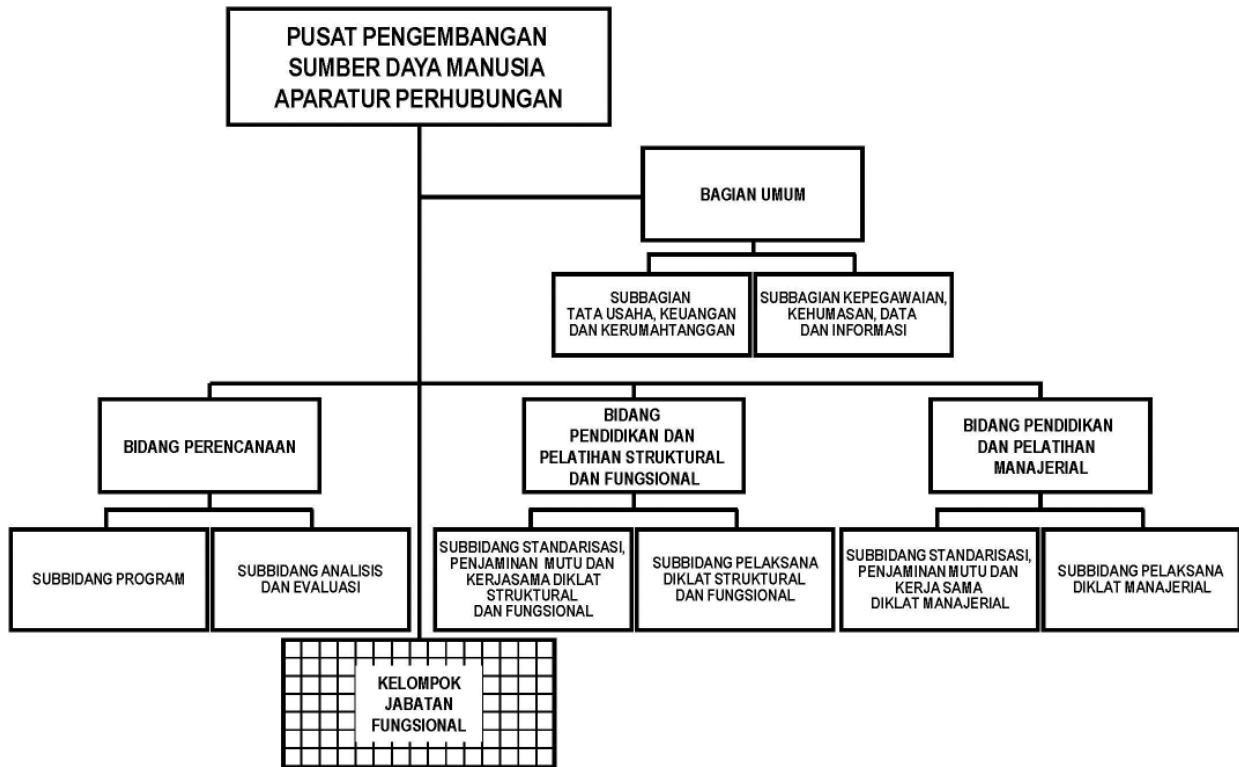 PUSAT PENGEMBANGAN
SUMBER DAYA MANUSIA
APARATUR PERHUBUNGAN
BAGIAN UMUM
SUBBAGIAN
TATA USAHA, KEUANGAN
DAN KERUMAHTANGGAN
SUBBAGIAN KEPEGAWAIAN,
KEHUMASAN, DATA
DAN INFORMASI
BIDANG PERENCANAAN
BIDANG
PENDIDIKAN DAN
PELATIHAN STRUKTURAL
DAN FUNGSIONAL
BIDANG PENDIDIKAN
DAN PELATIHAN
MANAJERIAL
SUBBIDANG PROGRAM
SUBBIDANG ANALISIS
DAN EVALUASI
SUBBIDANG STANDARISASI,
PENJAMINAN MUTU DAN
KERJASAMA DIKLAT
STRUKTURAL
DAN FUNGSIONAL
SUBBIDANG PELAKSANA
DIKLAT STRUKTURAL
DAN FUNGSIONAL
SUBBIDANG STANDARISASI,
PENJAMINAN MUTU DAN
KERJA SAMA
DIKLAT MANAJERIAL
SUBBIDANG PELAKSANA
DIKLAT MANAJERIAL
KELOMPOK
JABATAN
FUNGSIONAL